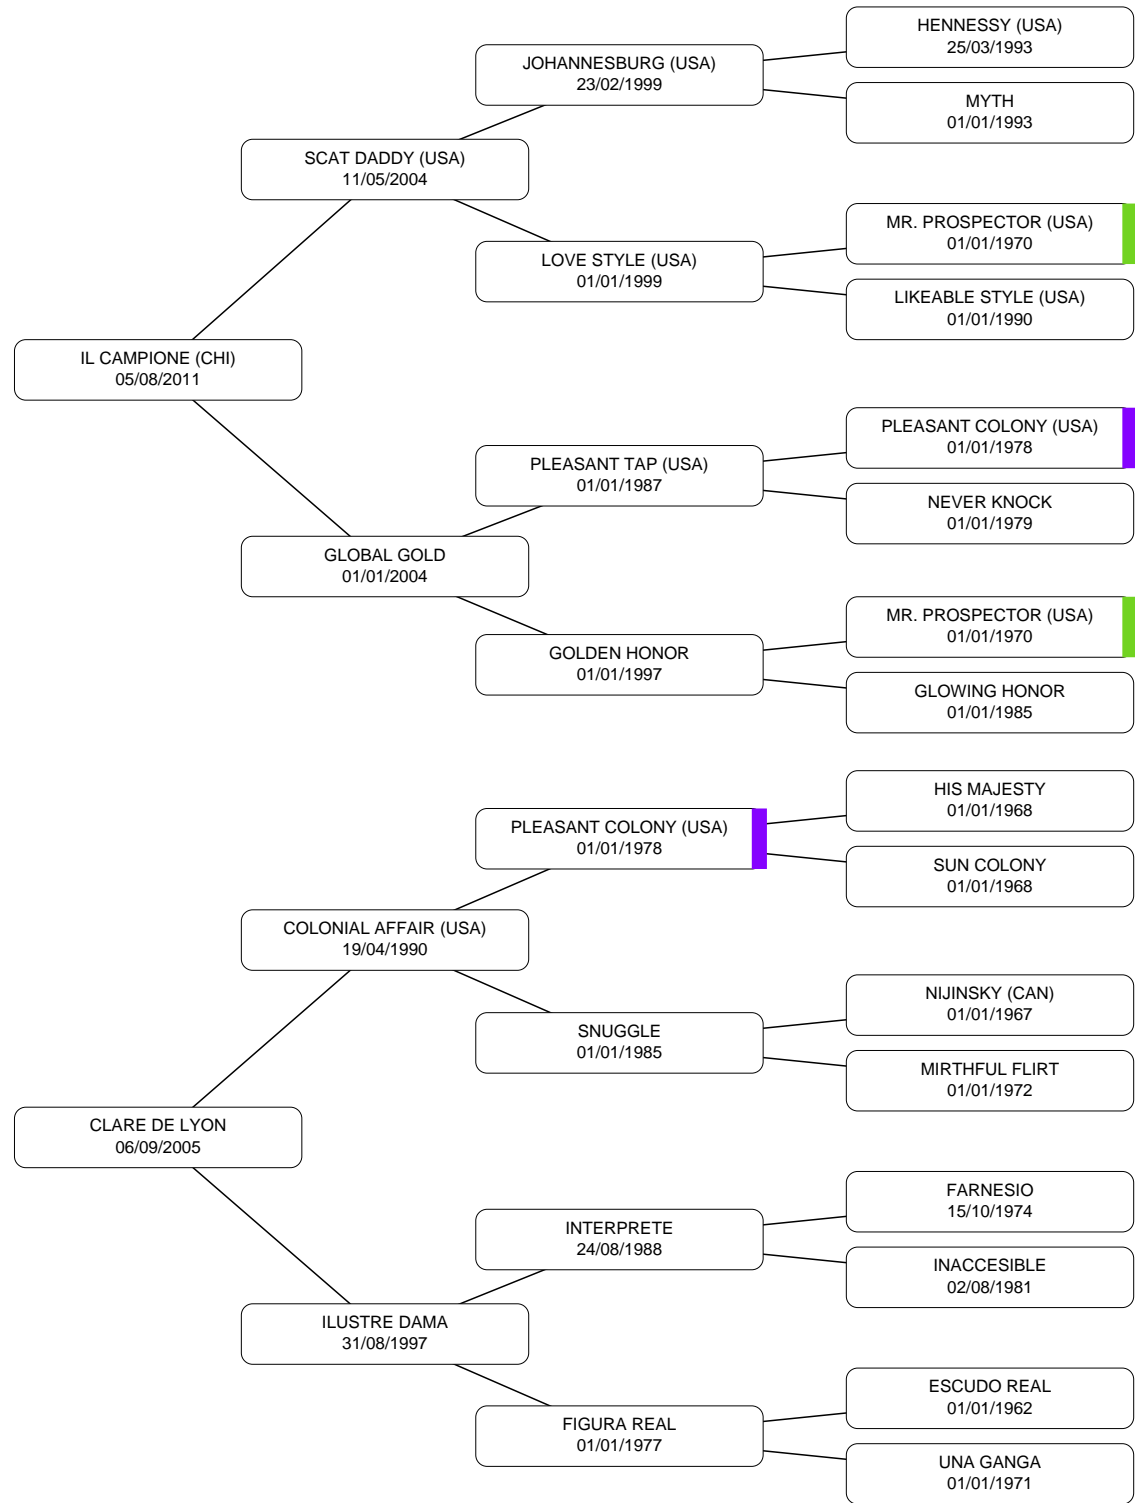 HENNESSY (USA)
25/03/1993
JOHANNESBURG (USA)
23/02/1999
MYTH
01/01/1993
SCAT DADDY (USA)
11/05/2004
MR. PROSPECTOR (USA)
01/01/1970
LOVE STYLE (USA)
01/01/1999
LIKEABLE STYLE (USA)
01/01/1990
IL CAMPIONE (CHI)
05/08/2011
PLEASANT COLONY (USA)
01/01/1978
PLEASANT TAP (USA)
01/01/1987
NEVER KNOCK
01/01/1979
GLOBAL GOLD
01/01/2004
MR. PROSPECTOR (USA)
01/01/1970
GOLDEN HONOR
01/01/1997
GLOWING HONOR
01/01/1985
HIS MAJESTY
01/01/1968
PLEASANT COLONY (USA)
01/01/1978
SUN COLONY
01/01/1968
COLONIAL AFFAIR (USA)
19/04/1990
NIJINSKY (CAN)
01/01/1967
SNUGGLE
01/01/1985
MIRTHFUL FLIRT
01/01/1972
CLARE DE LYON
06/09/2005
FARNESIO
15/10/1974
INTERPRETE
24/08/1988
INACCESIBLE
02/08/1981
ILUSTRE DAMA
31/08/1997
ESCUDO REAL
01/01/1962
FIGURA REAL
01/01/1977
UNA GANGA
01/01/1971